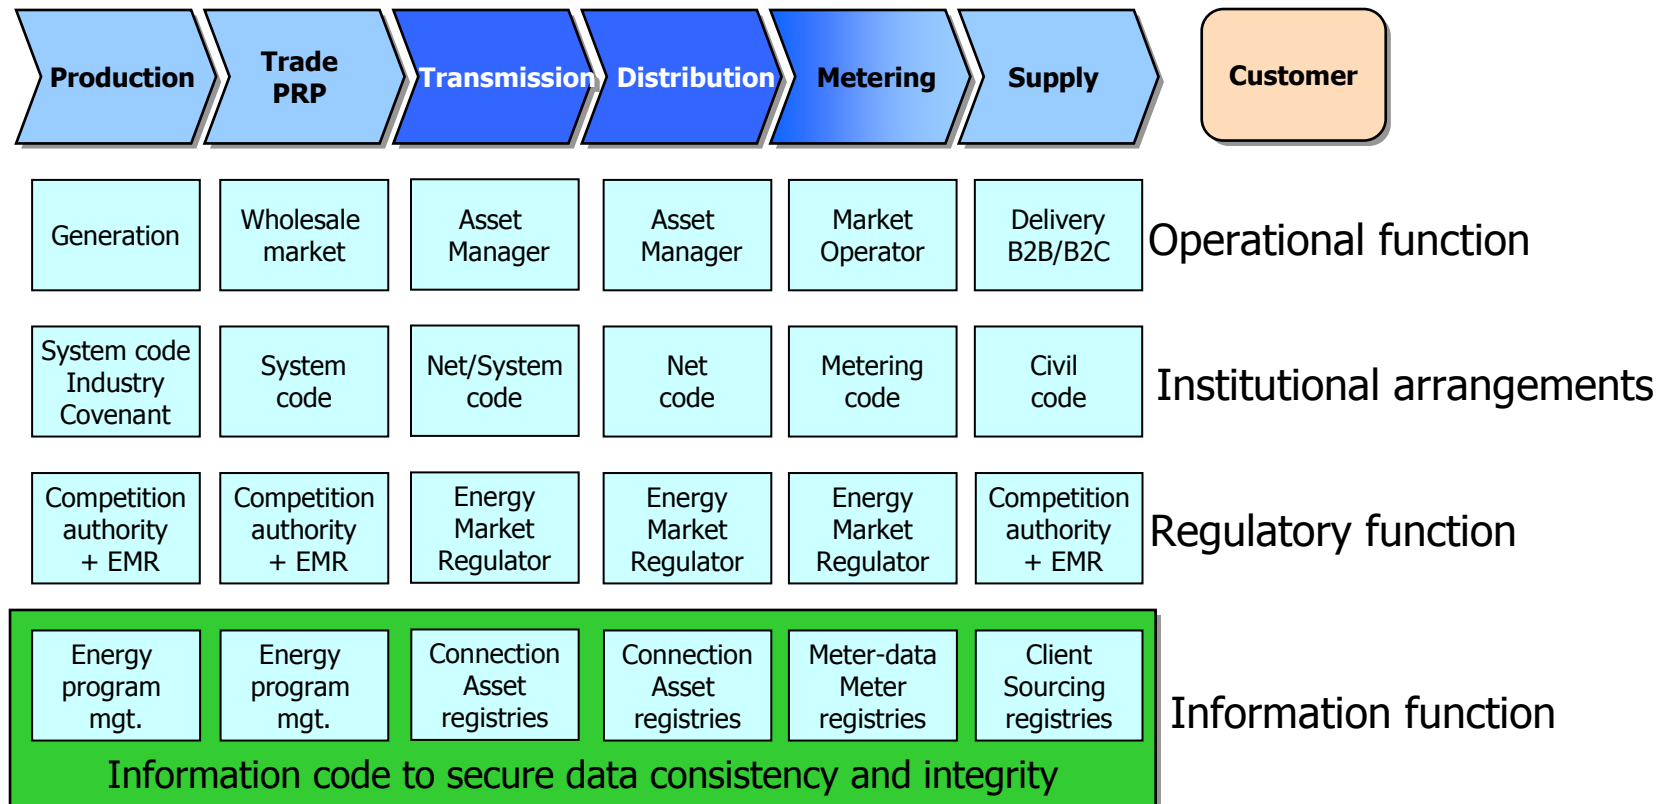 Production
Trade
PRP
Transmission
Distribution
Metering
Supply
Customer
Generation
Wholesale
market
Asset
Manager
Asset
Manager
Market
Operator
Delivery
B2B/B2C
Operational function
System code
Industry
Covenant
System
code
Net/System
code
Net
code
Metering
code
Civil
code
Institutional arrangements
Competition
authority
+ EMR
Competition
authority
+ EMR
Energy
Market
Regulator
Energy
Market
Regulator
Energy
Market
Regulator
Competition
authority
+ EMR
Regulatory function
Energy
program
mgt.
Energy
program
mgt.
Connection
Asset
registries
Connection
Asset
registries
Meter-data
Meter
registries
Client
Sourcing
registries
Information function
Information code to secure data consistency and integrity